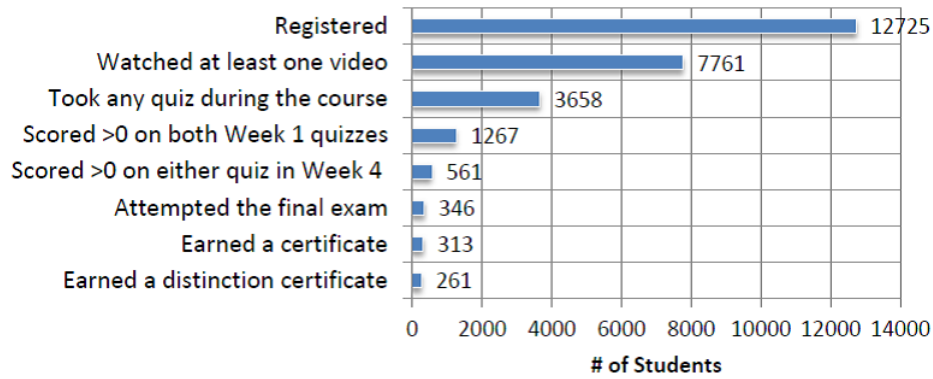 Registered 12725
Watched at least one video 7761
Took any quiz during the course 3658
Scored >0 on both Week 1 quizzes 1267
Scored >0 on either quiz in Week 4 561
Attempted the final exam 346
Earned a certificate 313
Earned a distinction certificate 261
0 2000 4000 6000 8000 10000 12000 14000
# of Students